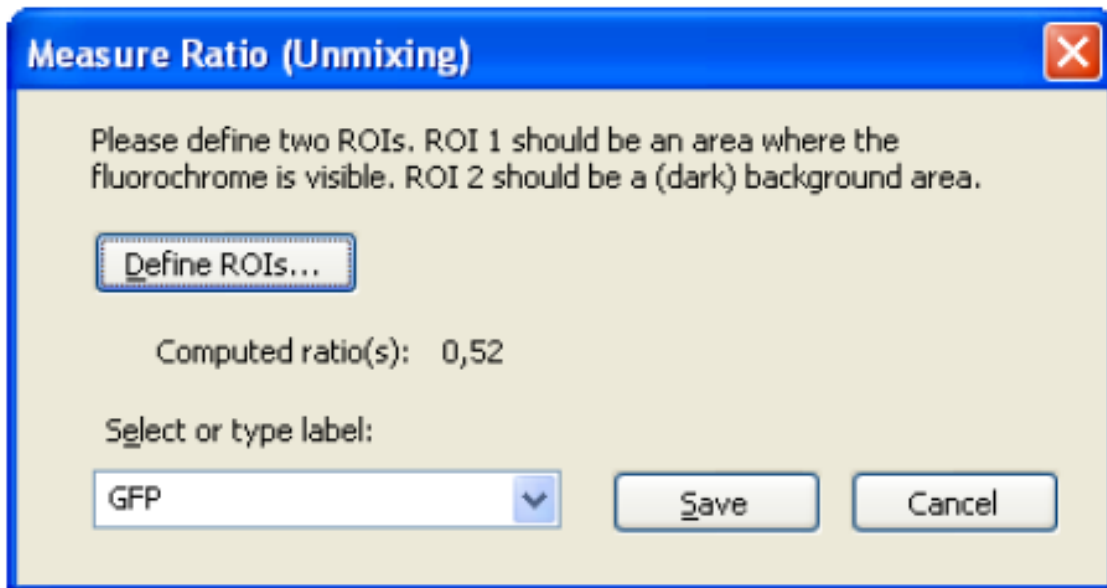 Measure Ratio (Unmixing)
Please define two ROIs. ROI 1 should be an area where the
fluorochrome is visible. ROI 2 should be a (dark) background area.
Define ROIs...
Computed ratio(s): 0,52
Select or type label:
GFP Save Cancel